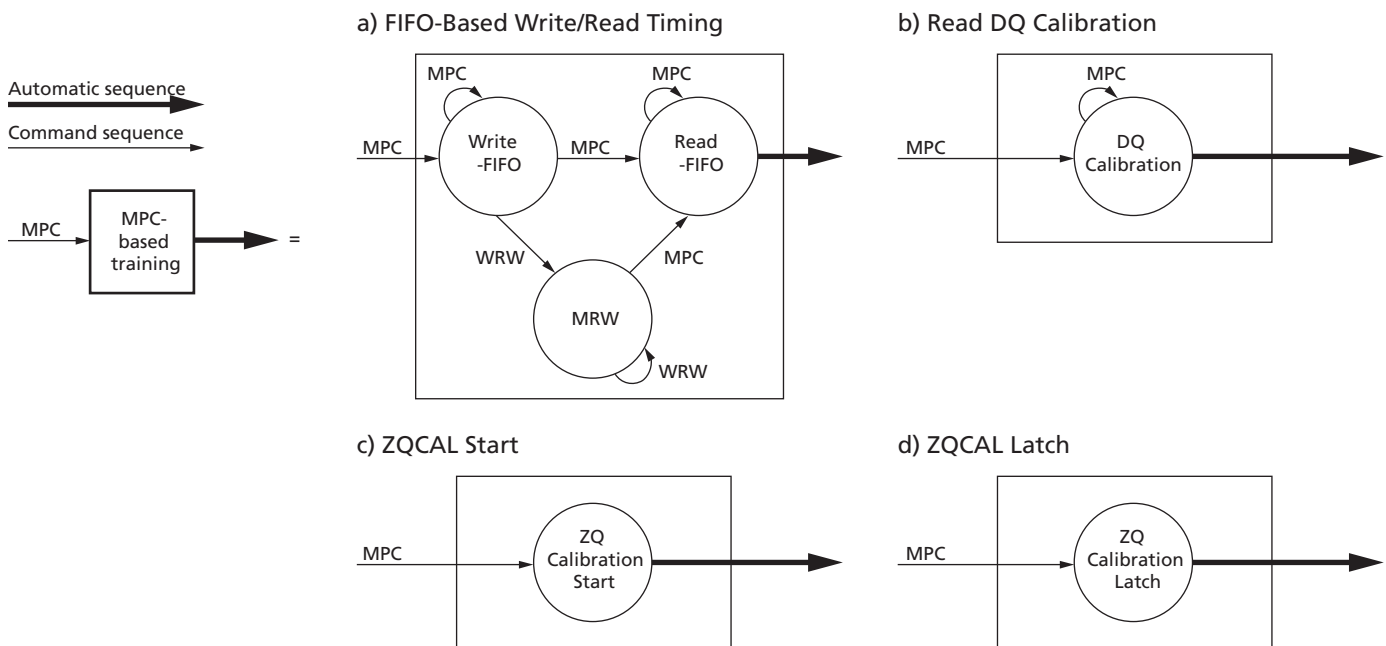 a) FIFO-Based Write/Read Timing
b) Read DQ Calibration
Automatic sequence
Command sequence
MPC
MPC-
based
training
=
MPC
MPC
Write
-FIFO
MPC
MPC
Read
-FIFO
WRW
MPC
MRW
WRW
MPC
MPC
DQ
Calibration
c) ZQCAL Start
d) ZQCAL Latch
MPC
ZQ
Calibration
Start
MPC
ZQ
Calibration
Latch